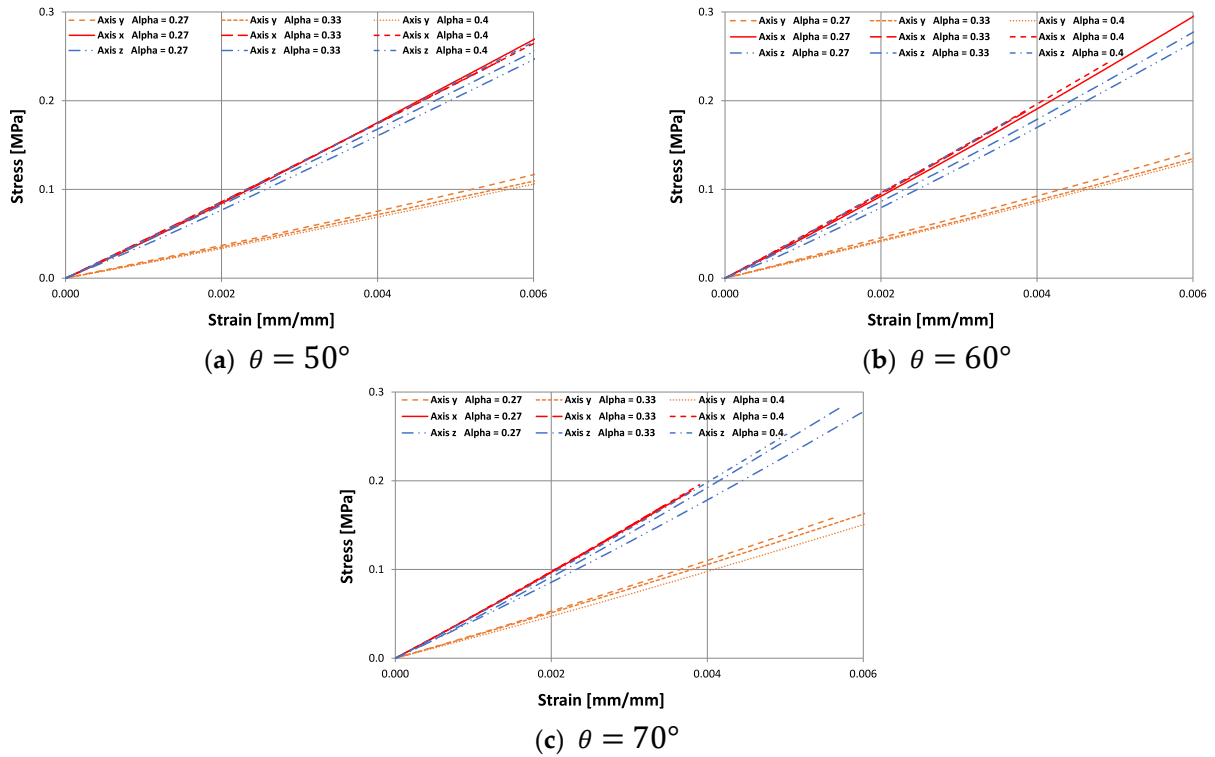 0.3
Axis y Alpha = 0.27 Axis y Alpha = 0.33 Axis y Alpha = 0.4
Axis x Alpha = 0.27 Axis x Alpha = 0.33 Axis x Alpha = 0.4
Axis z Alpha = 0.27 Axis z Alpha = 0.33 Axis z Alpha = 0.4
0.2
Stress [MPa]
0.1
0.0
0.000 0.002 0.004 0.006
Strain [mm/mm]
(a) θ = 50°
0.3
Axis y Alpha = 0.27 Axis y Alpha = 0.33 Axis y Alpha = 0.4
Axis x Alpha = 0.27 Axis x Alpha = 0.33 Axis x Alpha = 0.4
Axis z Alpha = 0.27 Axis z Alpha = 0.33 Axis z Alpha = 0.4
0.2
Stress [MPa]
0.1
0.0
0.000 0.002 0.004 0.006
Strain [mm/mm]
(b) θ = 60°
0.3
Axis y Alpha = 0.27 Axis y Alpha = 0.33 Axis y Alpha = 0.4
Axis x Alpha = 0.27 Axis x Alpha = 0.33 Axis x Alpha = 0.4
Axis z Alpha = 0.27 Axis z Alpha = 0.33 Axis z Alpha = 0.4
0.2
Stress [MPa]
0.1
0.0
0.000 0.002 0.004 0.006
Strain [mm/mm]
(c) θ = 70°